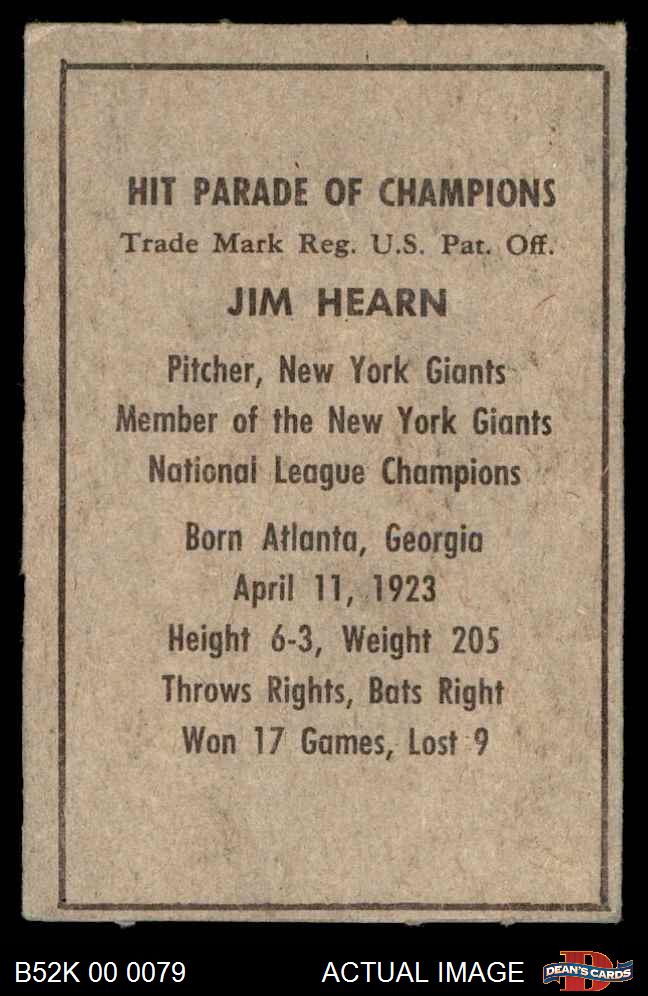 HIT PARADE OF CHAMPIONS
Trade Mark Reg. U.S. Pat. Off.
JIM HEARN
Pitcher, New York Giants
Member of the New York Giants
National League Champions
Born Atlanta, Georgia
April 11, 1923
Height 6-3, Weight 205
Throws Rights, Bats Right
Won 17 Games, Lost 9
B52K 00 0079
ACTUAL IMAGE
DEAN'S CARDS